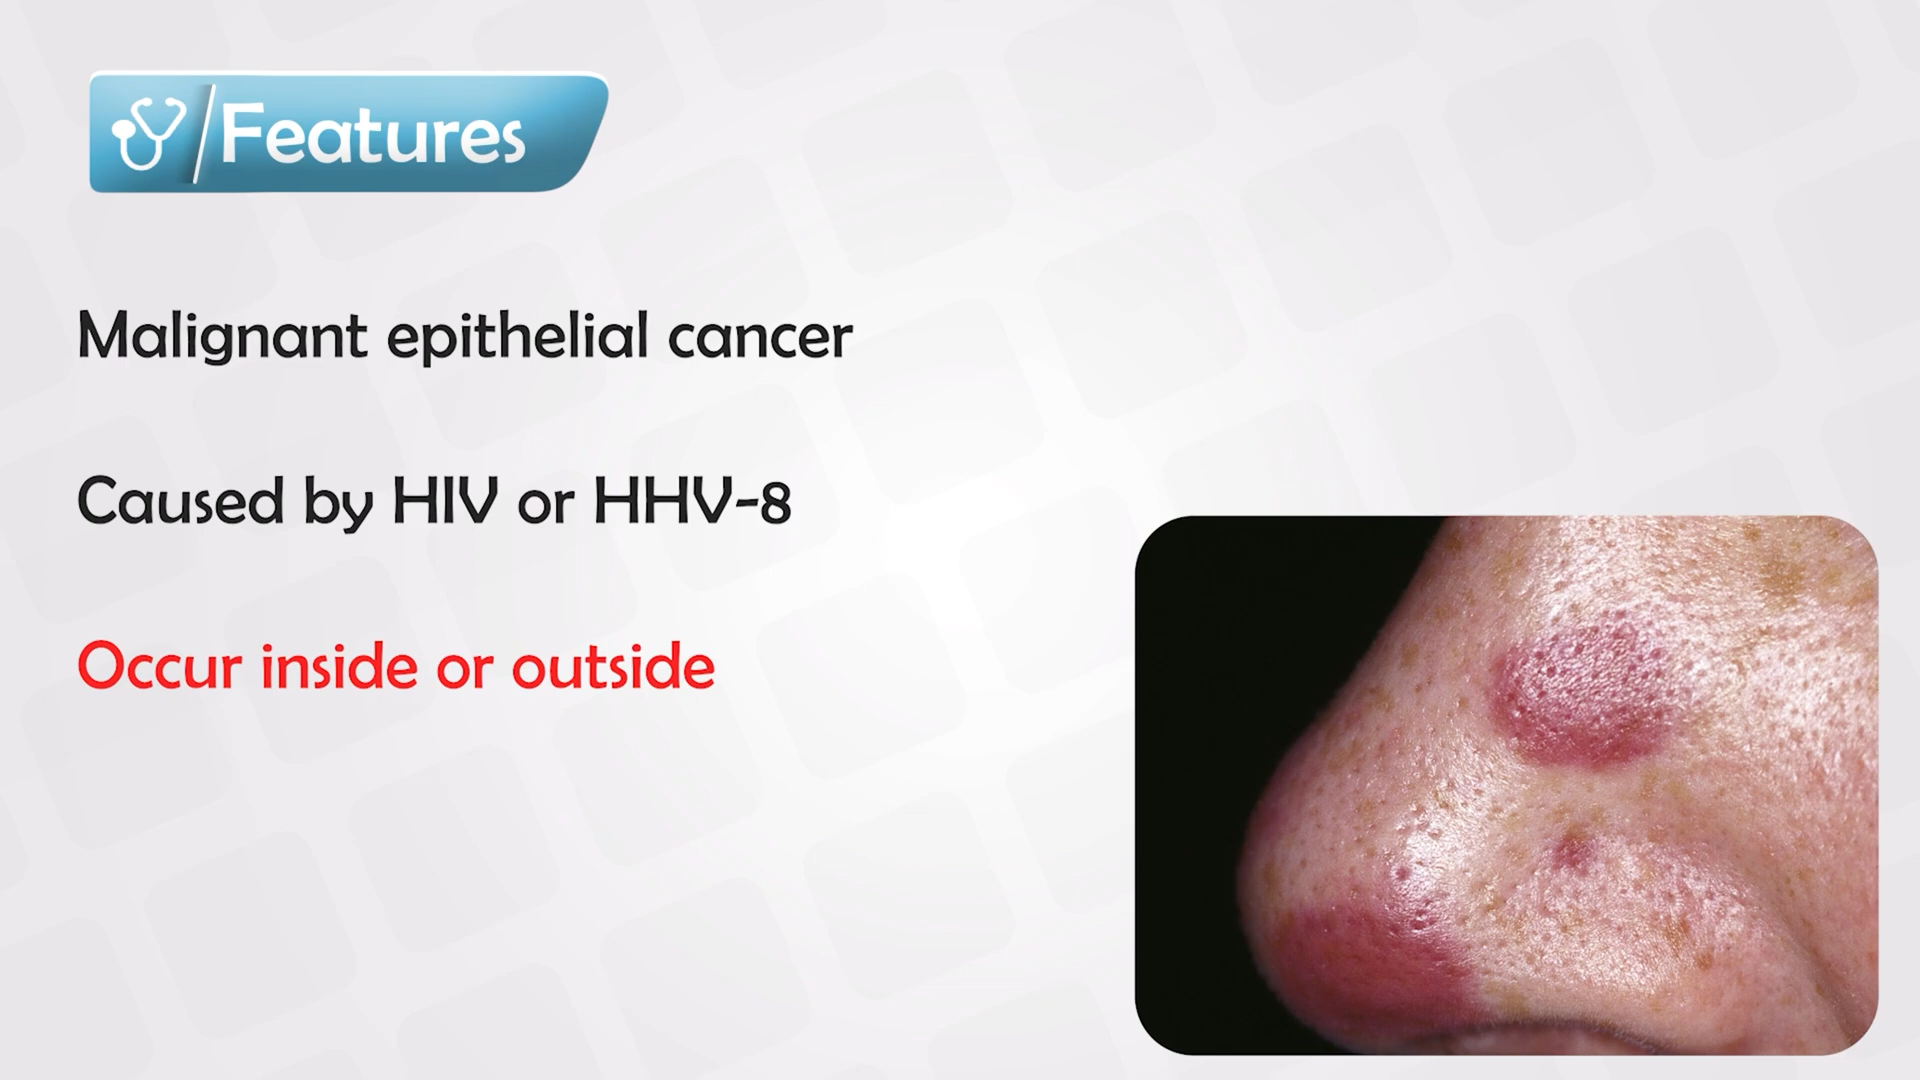 Features
Malignant epithelial cancer
Caused by HIV or HHV-8
Occur inside or outside